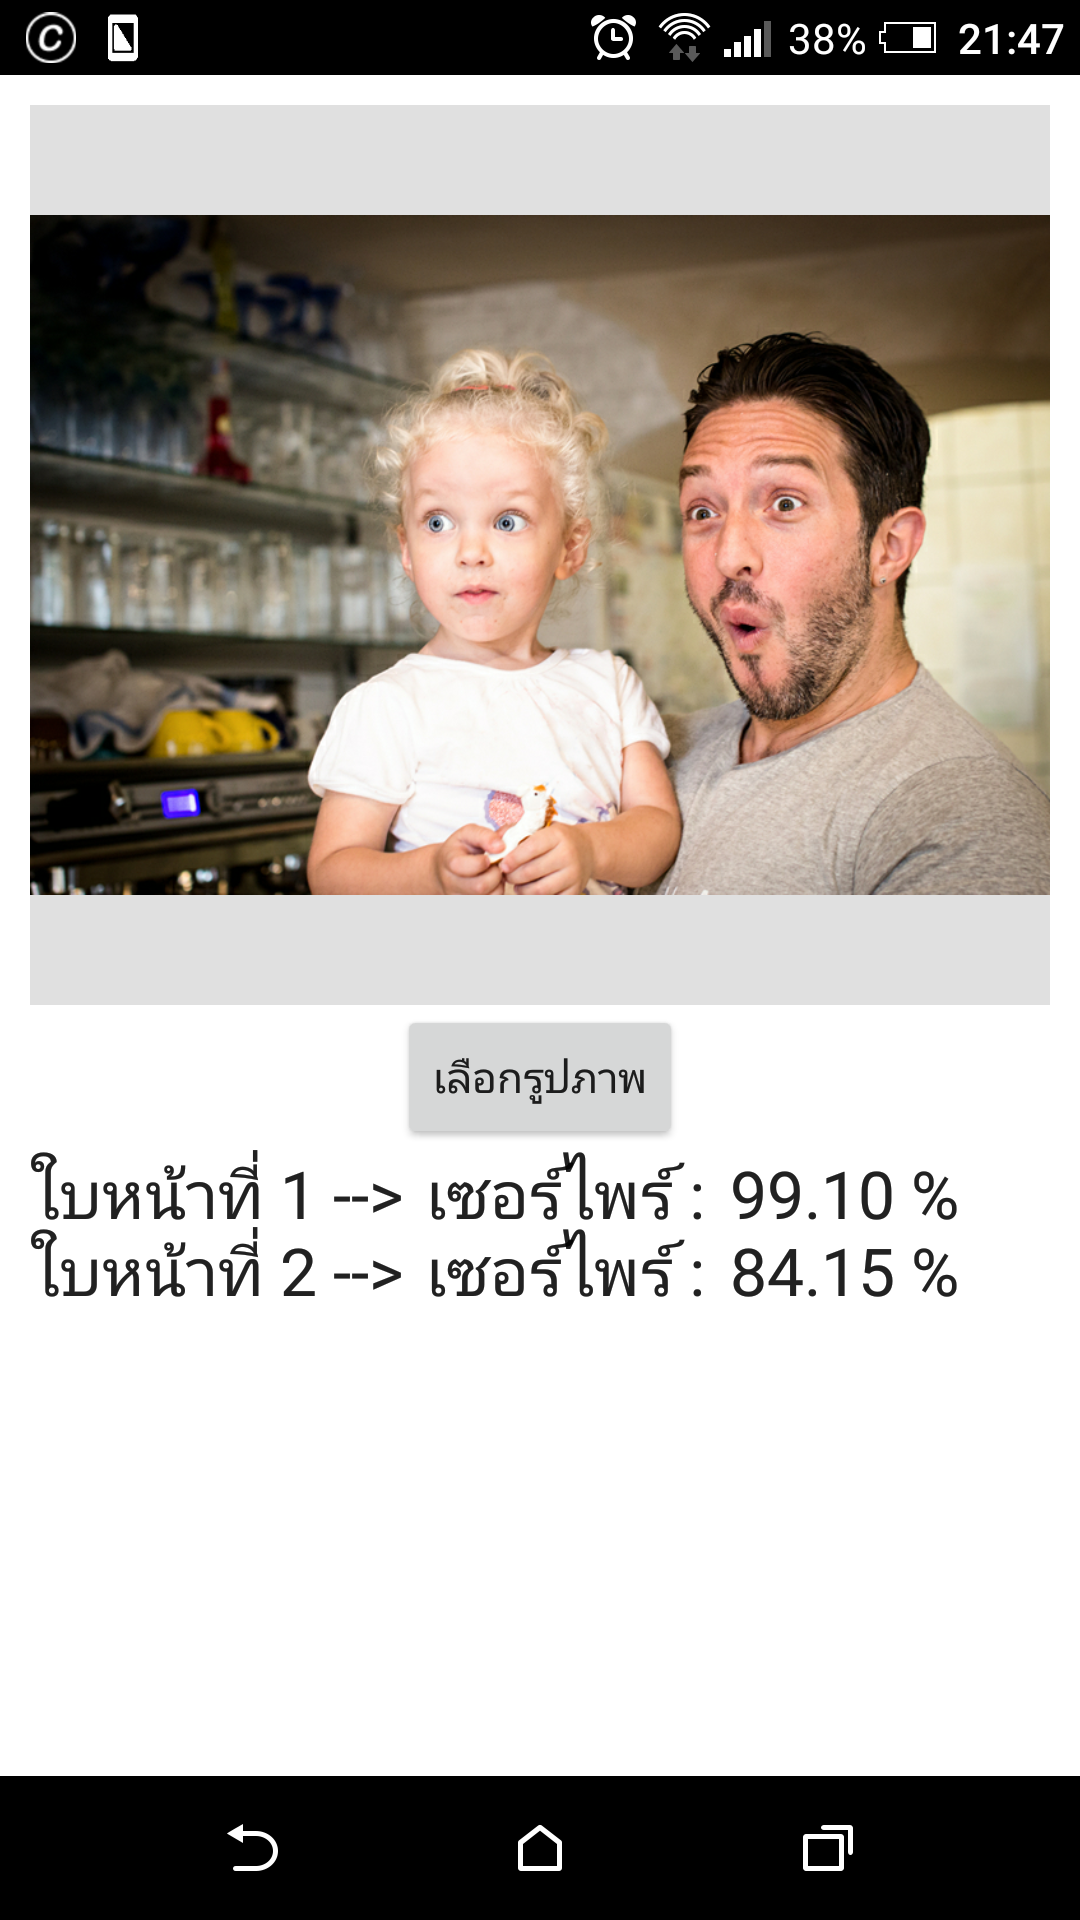 38% 21:47
เลือกรูปภาพ
ใบหน้าที่ 1 --> เซอร์ไพร์ : 99.10 %
ใบหน้าที่ 2 --> เซอร์ไพร์ : 84.15 %